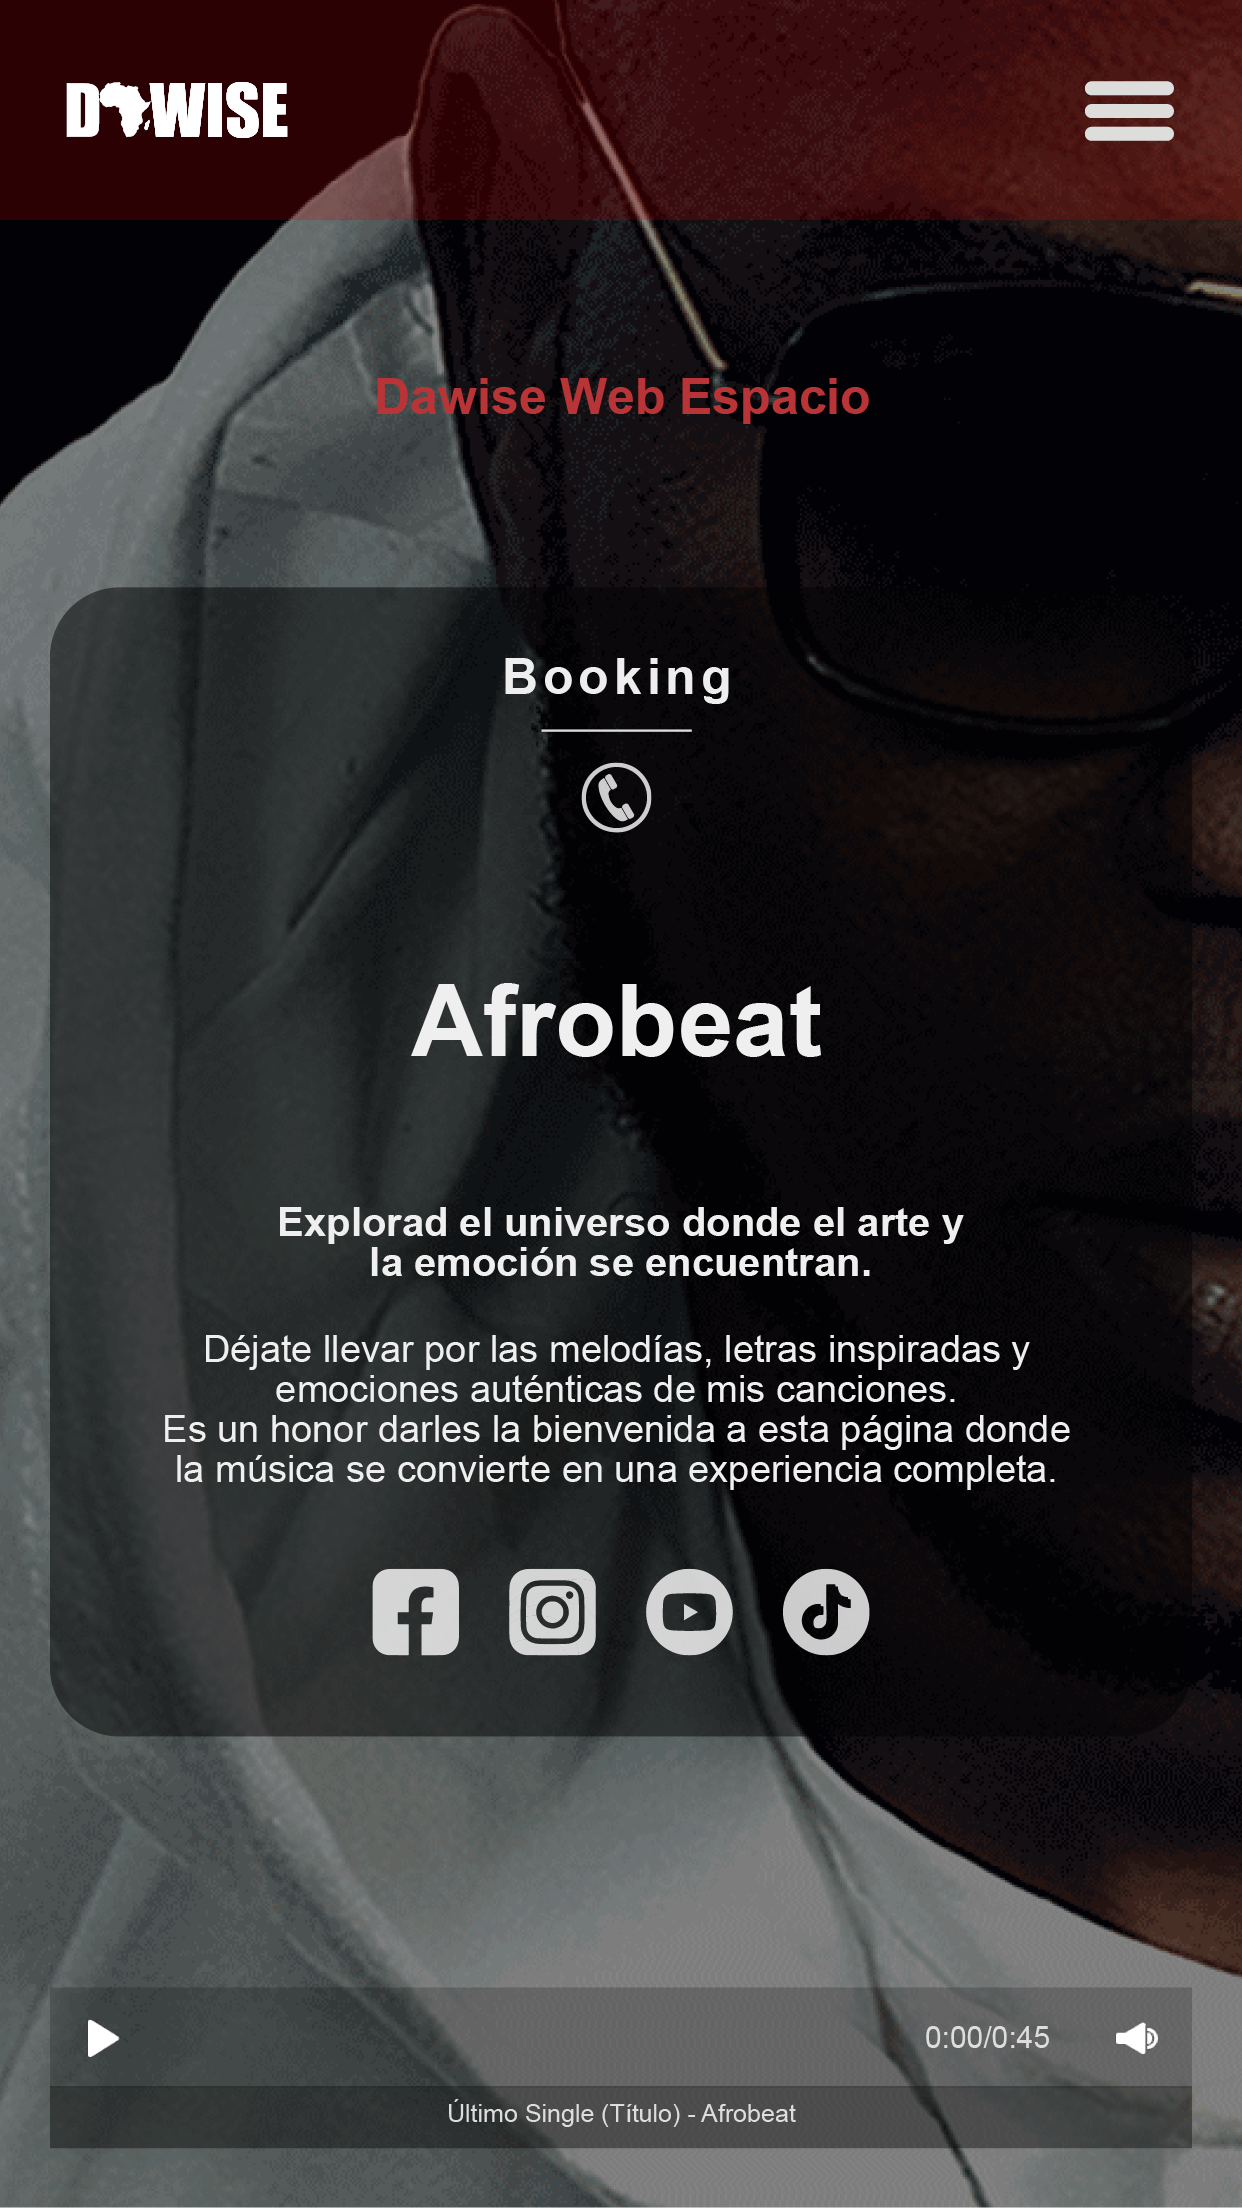 DAWISE
Dawise Web Espacio
Booking
Afrobeat
Explorad el universo donde el arte y
la emoción se encuentran.
Déjate llevar por las melodías, letras inspiradas y
emociones auténticas de mis canciones.
Es un honor darles la bienvenida a esta página donde
la música se convierte en una experiencia completa.
0:00/0:45
Último Single (Título) - Afrobeat